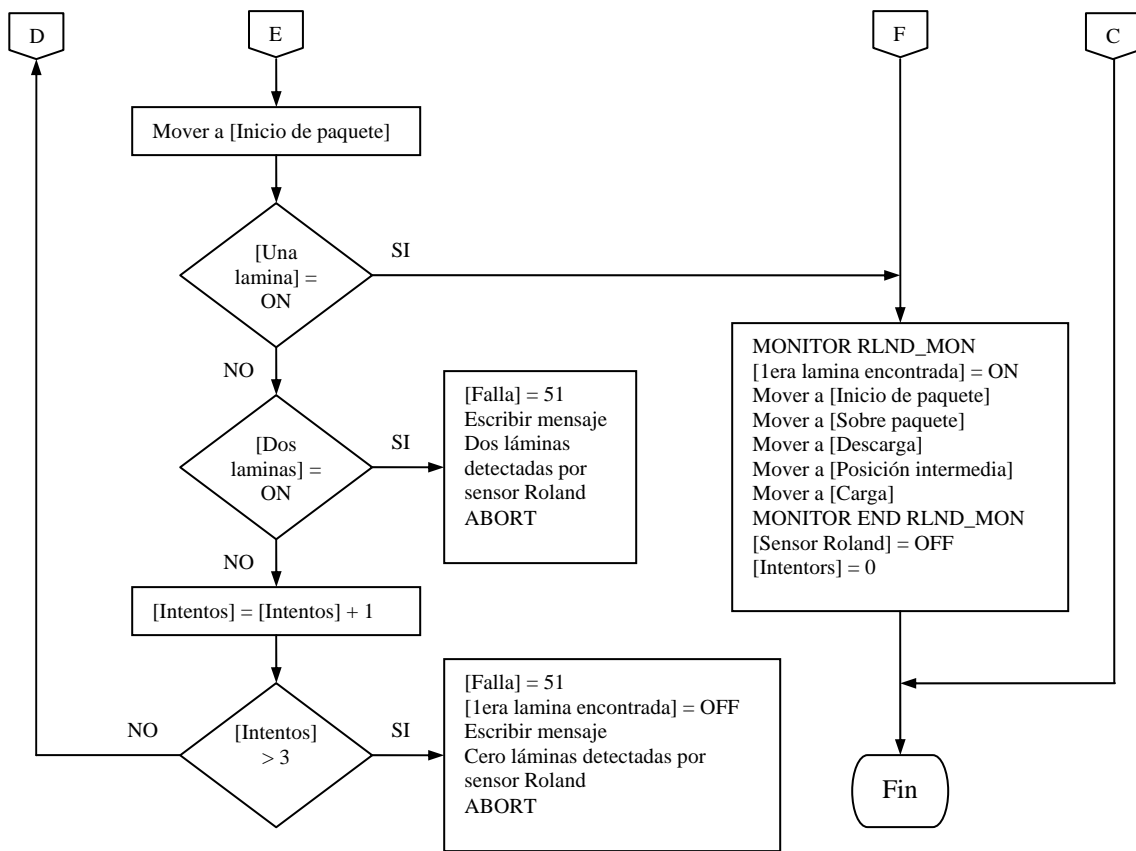 D
E
F
C
Mover a [Inicio de paquete]
[Una
lamina] =
ON
SI
NO
MONITOR RLND_MON
[1era lamina encontrada] = ON
Mover a [Inicio de paquete]
Mover a [Sobre paquete]
Mover a [Descarga]
Mover a [Posición intermedia]
Mover a [Carga]
MONITOR END RLND_MON
[Sensor Roland] = OFF
[Intentors] = 0
[Dos
laminas] =
ON
SI
NO
[Falla] = 51
Escribir mensaje
Dos láminas
detectadas por
sensor Roland
ABORT
[Intentos] = [Intentos] + 1
[Intentos]
> 3
NO
SI
[Falla] = 51
[1era lamina encontrada] = OFF
Escribir mensaje
Cero láminas detectadas por
sensor Roland
ABORT
Fin